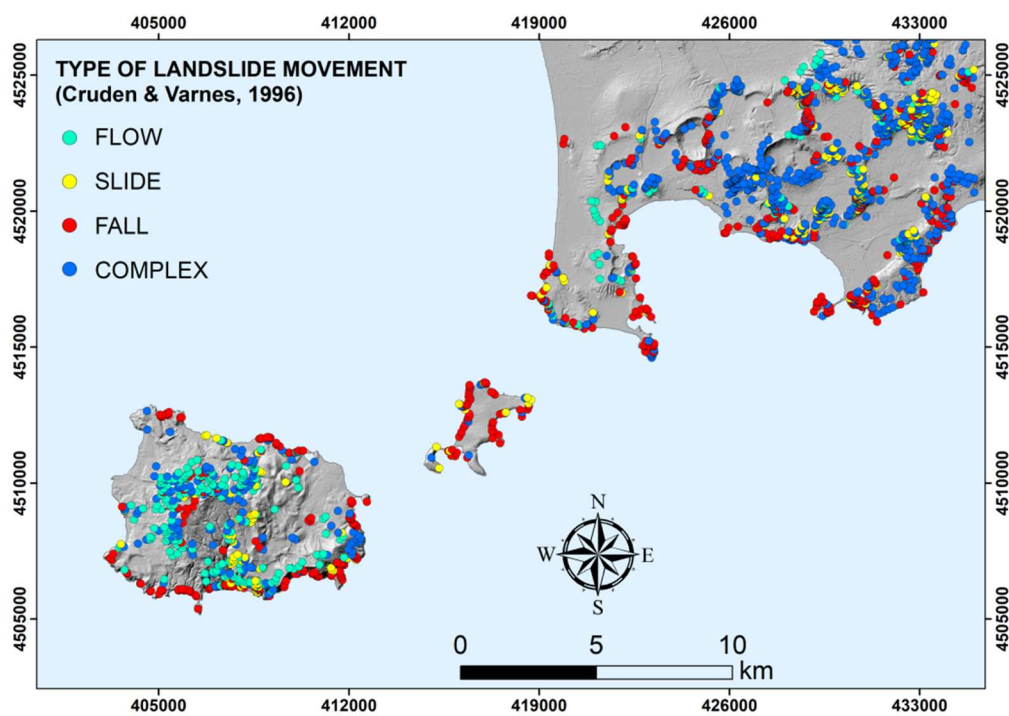 405000 412000 419000 426000 433000
TYPE OF LANDSLIDE MOVEMENT
(Cruden & Varnes, 1996)
FLOW
SLIDE
FALL
COMPLEX
4525000 4525000
4520000 4520000
4515000 4515000
4510000 4510000
4505000 4505000
N
W E
S
0 5 10
km
405000 412000 419000 426000 433000